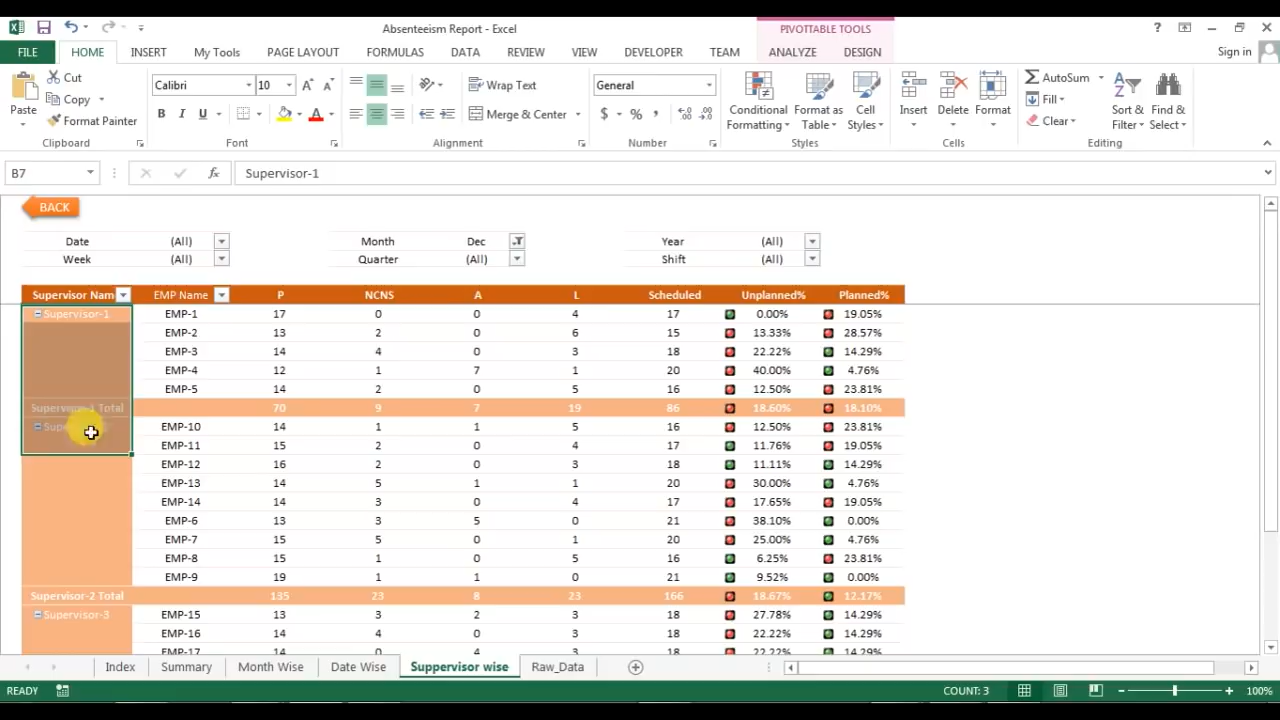 Absenteeism Report - Excel
PIVOTTABLE TOOLS
?
Sign in
FILE HOME INSERT My Tools PAGE LAYOUT FORMULAS DATA REVIEW VIEW DEVELOPER TEAM ANALYZE DESIGN
Paste
Cut
Copy
Format Painter
Clipboard
Calibri 10
B I U
Font
Wrap Text
Merge & Center
Alignment
General
$ % ,
Number
Conditional Formatting
Format as Table
Cell Styles
Styles
Insert
Delete
Format
Cells
AutoSum
Fill
Clear
Sort & Filter
Find & Select
Editing
B7 fx Supervisor-1
BACK
Date (All) Month Dec Year (All)
Week (All) Quarter (All) Shift (All)
Supervisor Nam EMP Name P NCNS A L Scheduled Unplanned% Planned%
Supervisor-1 EMP-1 17 0 0 4 17 0.00% 19.05%
EMP-2 13 2 0 6 15 13.33% 28.57%
EMP-3 14 4 0 3 18 22.22% 14.29%
EMP-4 12 1 7 1 20 40.00% 4.76%
EMP-5 14 2 0 5 16 12.50% 23.81%
Supervisor-1 Total 70 9 7 19 86 18.60% 18.10%
EMP-10 14 1 1 5 16 12.50% 23.81%
EMP-11 15 2 0 4 17 11.76% 19.05%
EMP-12 16 2 0 3 18 11.11% 14.29%
EMP-13 14 5 1 1 20 30.00% 4.76%
EMP-14 14 3 0 4 17 17.65% 19.05%
EMP-6 13 3 5 0 21 38.10% 0.00%
EMP-7 15 5 0 1 20 25.00% 4.76%
EMP-8 15 1 0 5 16 6.25% 23.81%
EMP-9 19 1 1 0 21 9.52% 0.00%
Supervisor-2 Total 135 23 8 23 166 18.67% 12.17%
Supervisor-3 EMP-15 13 3 2 3 18 27.78% 14.29%
EMP-16 14 4 0 3 18 22.22% 14.29%
EMP-17 14 0 4 3 18 22.22% 14.29%
Index Summary Month Wise Date Wise Suppervisor wise Raw_Data
READY COUNT: 3 100%